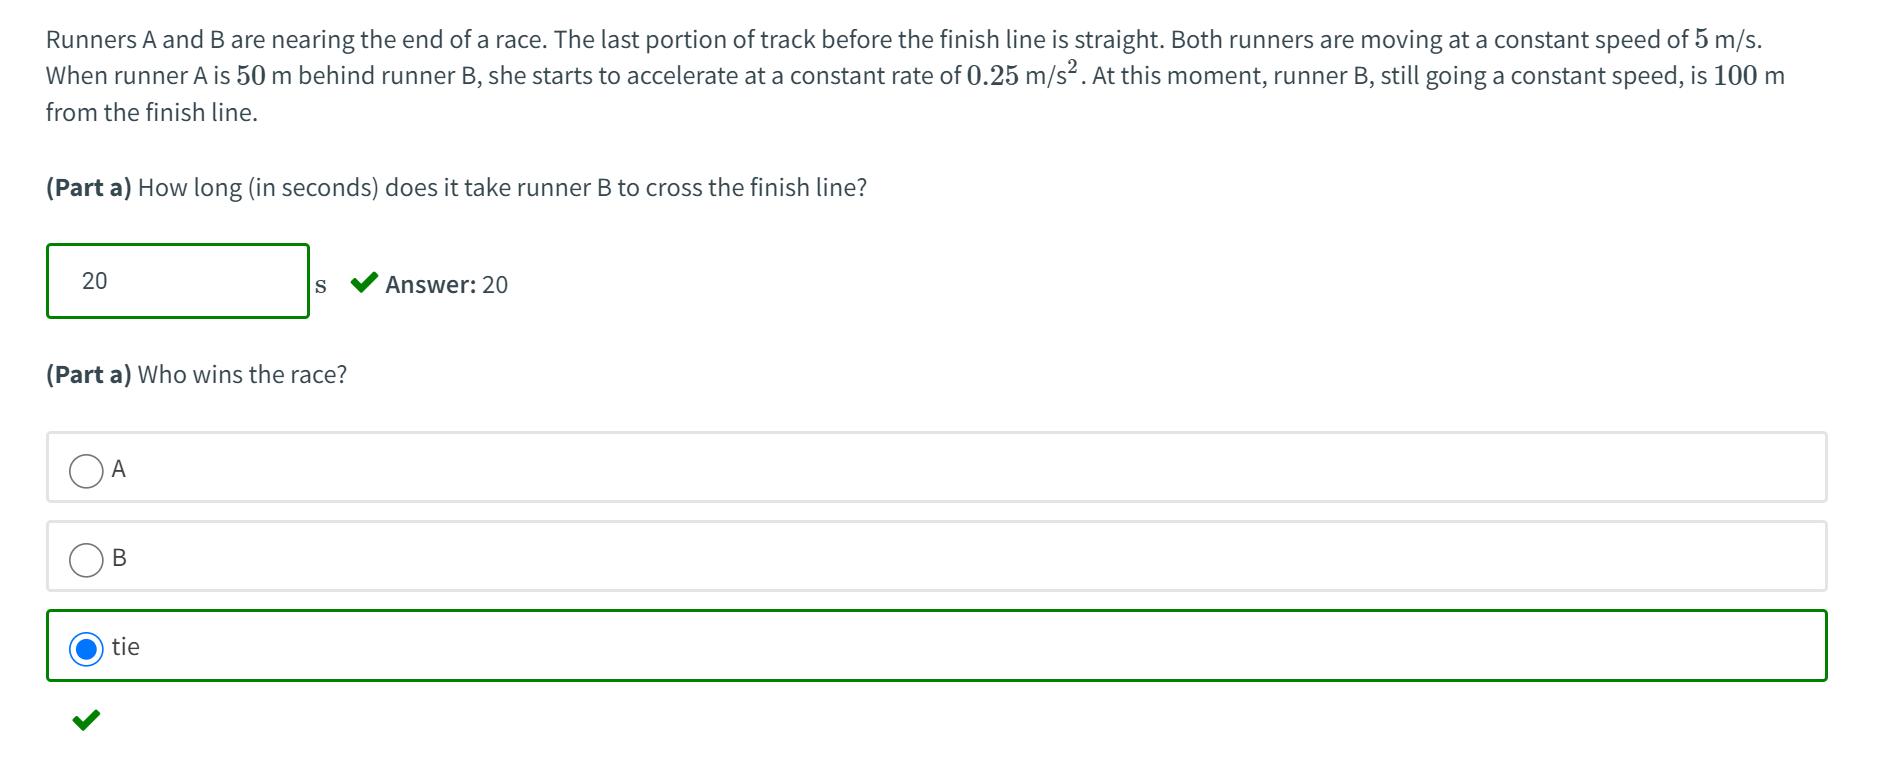 Runners A and B are nearing the end of a race. The last portion of track before the finish line is straight. Both runners are moving at a constant speed of 5 m/s.
When runner A is 50 m behind runner B, she starts to accelerate at a constant rate of 0.25 m/s². At this moment, runner B, still going a constant speed, is 100 m
from the finish line.
(Part a) How long (in seconds) does it take runner B to cross the finish line?
20 s Answer: 20
(Part a) Who wins the race?
A
B
tie